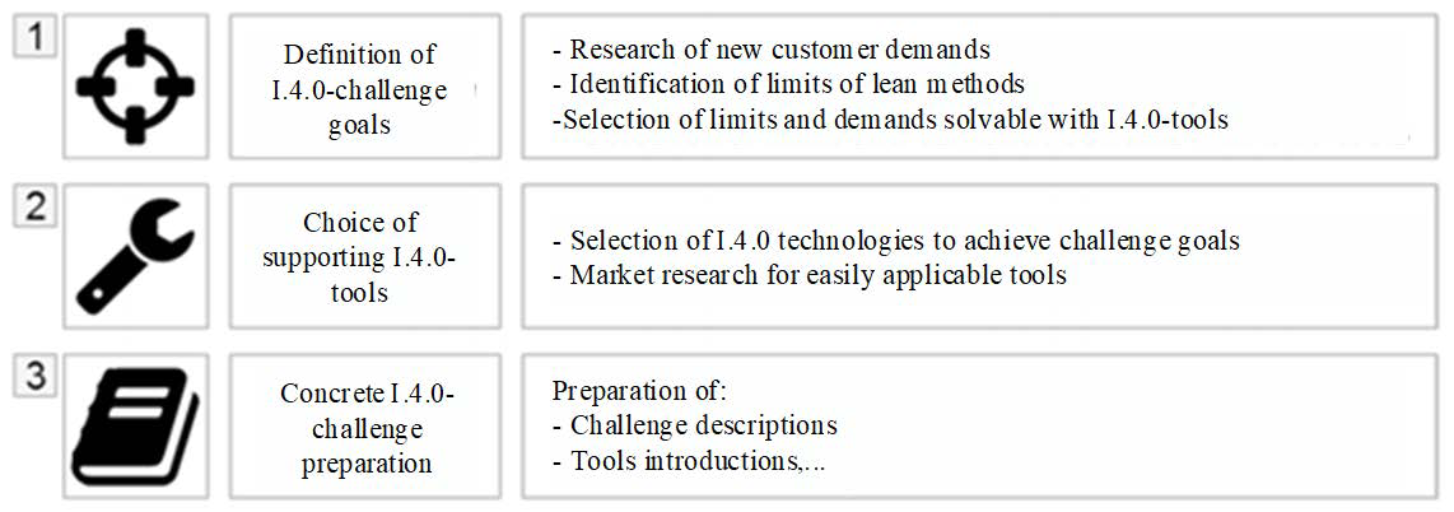 1
Definition of
I.4.0-challenge
goals
- Research of new customer demands
- Identification of limits of lean methods
-Selection of limits and demands solvable with I.4.0-tools
2
Choice of
supporting I.4.0-
tools
- Selection of I.4.0 technologies to achieve challenge goals
- Market research for easily applicable tools
3
Concrete I.4.0-
challenge
preparation
Preparation of:
- Challenge descriptions
- Tools introductions,...